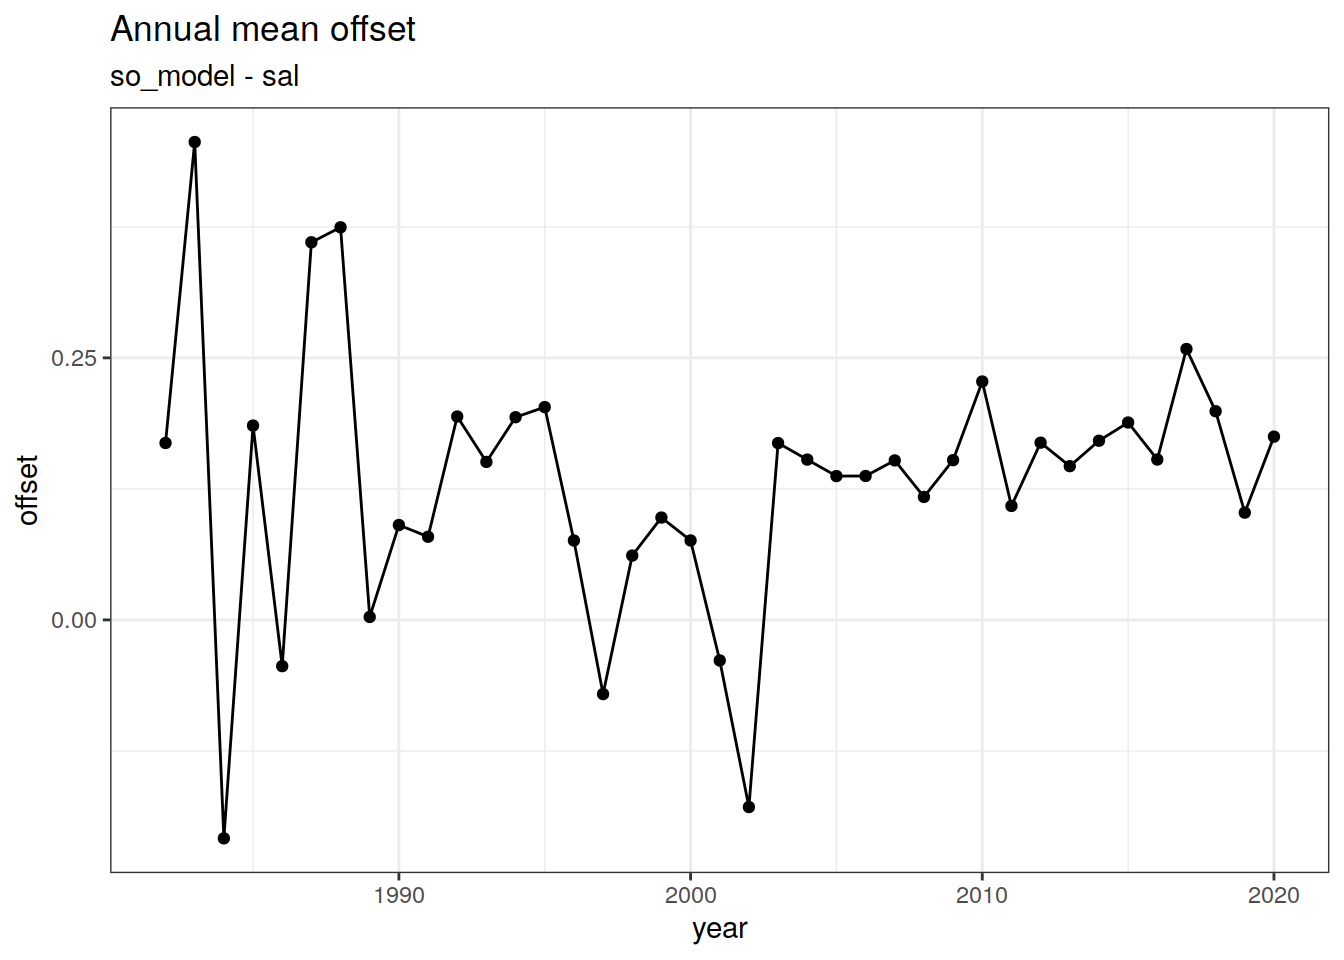 Annual mean offset
so_model - sal
0.25
0.00
offset
1990 2000 2010 2020
year